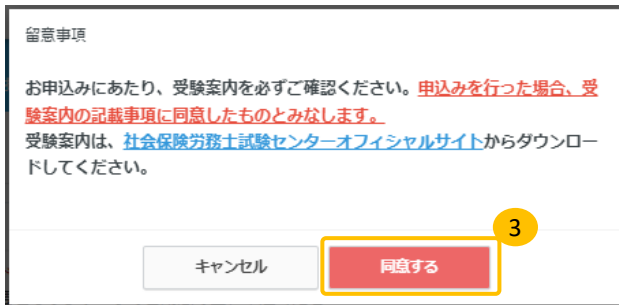 留意事項
お申込みにあたり、受験案内を必ずご確認ください。申込みを行った場合、受
験案内の記載事項に同意したものとみなします。
受験案内は、社会保険労務士試験センターオフィシャルサイトからダウンロー
ドしてください。
3
キャンセル
同意する